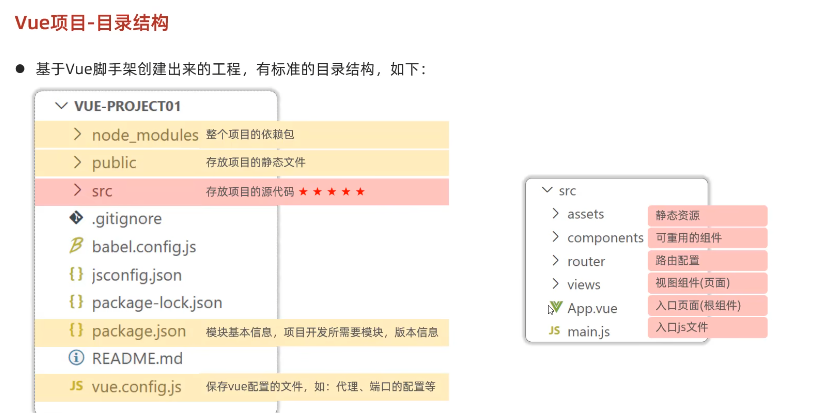 Vue项目-目录结构
● 基于Vue脚手架创建出来的工程，有标准的目录结构，如下：
VUE-PROJECT01
node_modules 整个项目的依赖包
public 存放项目的静态文件
src 存放项目的源代码 ★ ★ ★ ★ ★
.gitignore
babel.config.js
{} jsconfig.json
{} package-lock.json
{} package.json 模块基本信息，项目开发所需要模块，版本信息
README.md
JS vue.config.js 保存vue配置的文件，如：代理、端口的配置等
src
assets 静态资源
components 可重用的组件
router 路由配置
views 视图组件(页面)
App.vue 入口页面(根组件)
JS main.js 入口js文件